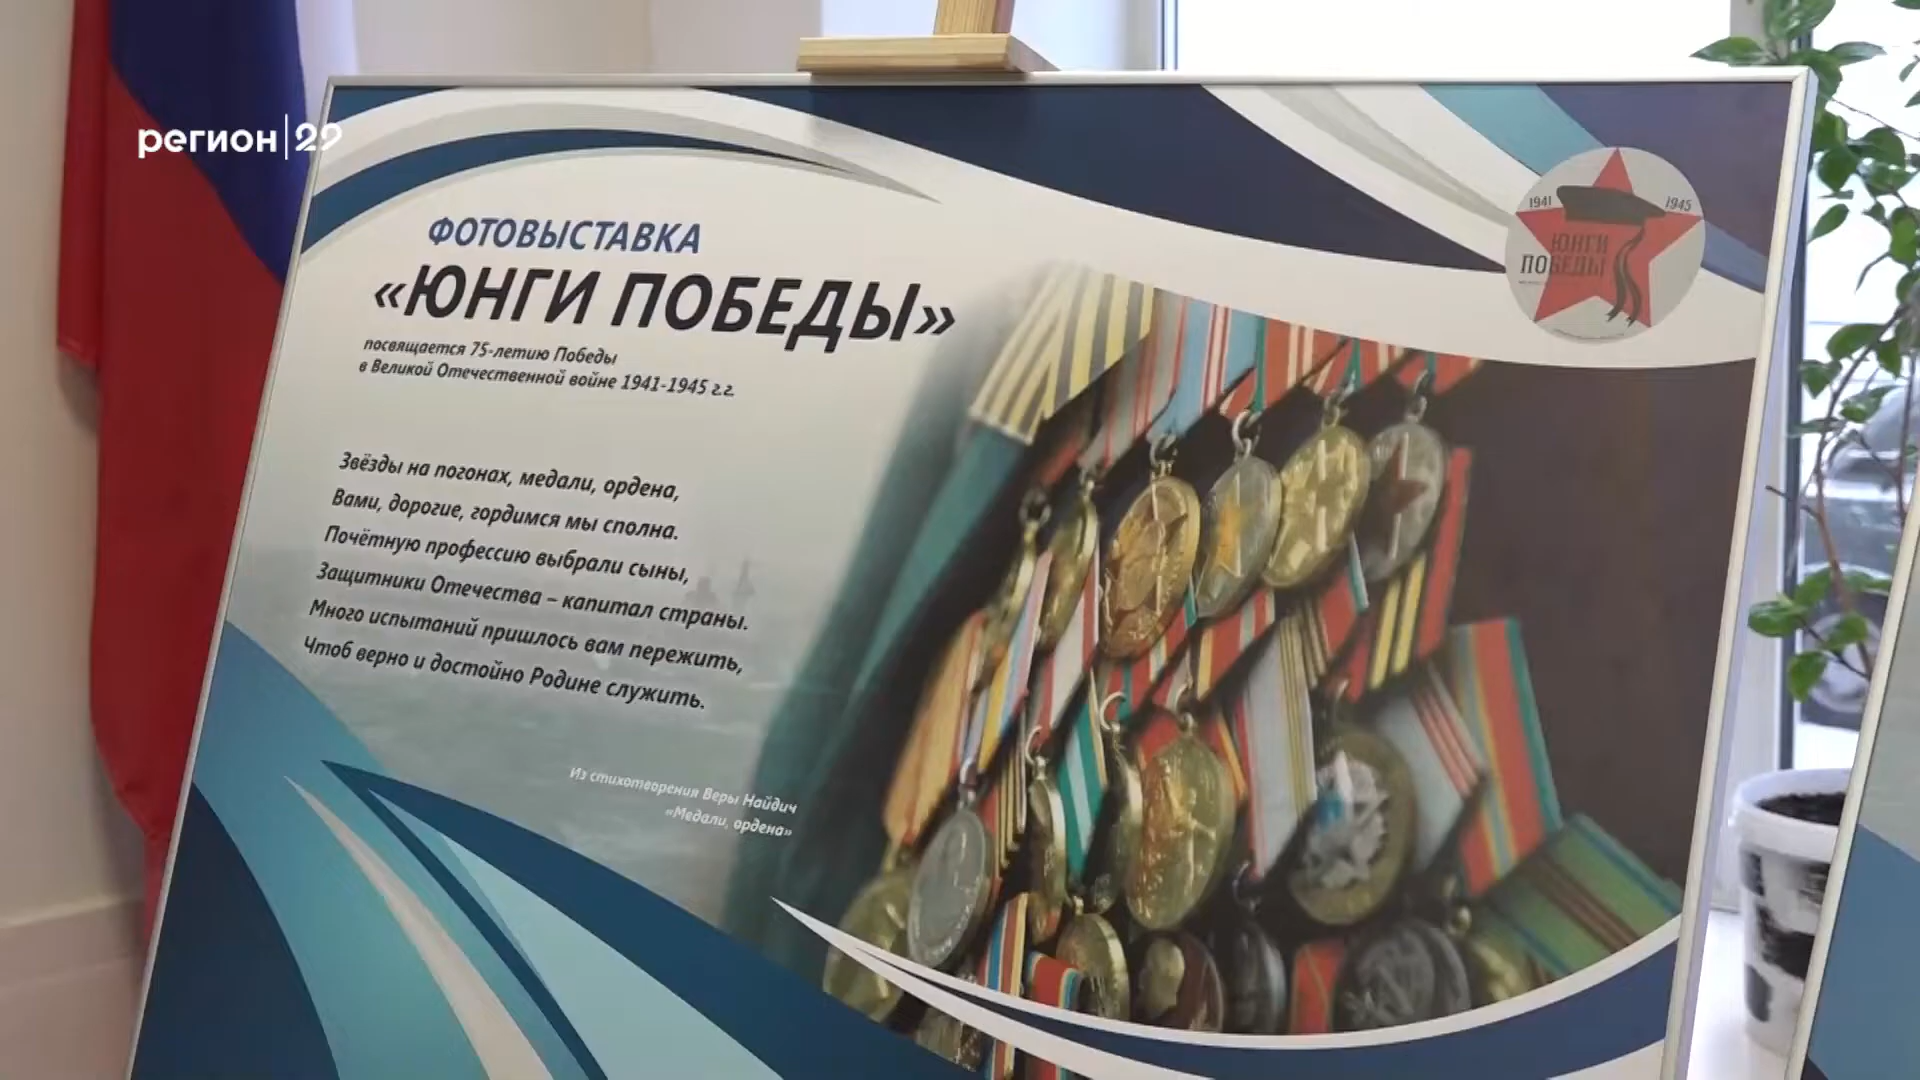 регион|29
ФОТОВЫСТАВКА
«ЮНГИ ПОБЕДЫ»
посвящается 75-летию Победы
в Великой Отечественной войне 1941-1945 г.г.
Звёзды на погонах, медали, ордена,
Вами, дорогие, гордимся мы сполна.
Почётную профессию выбрали сыны,
Защитники Отечества – капитал страны.
Много испытаний пришлось вам пережить,
Чтоб верно и достойно Родине служить.
Из стихотворения Веры Найдич
«Медали, ордена»
1941 1945
ЮНГИ
ПОБЕДЫ